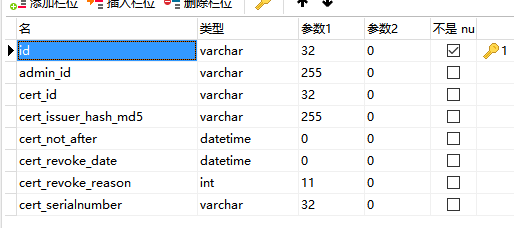 添加栏位 插入栏位 删除栏位
名 类型 参数1 参数2 不是 nu
id varchar 32 0 1
admin_id varchar 255 0
cert_id varchar 32 0
cert_issuer_hash_md5 varchar 255 0
cert_not_after datetime 0 0
cert_revoke_date datetime 0 0
cert_revoke_reason int 11 0
cert_serialnumber varchar 32 0